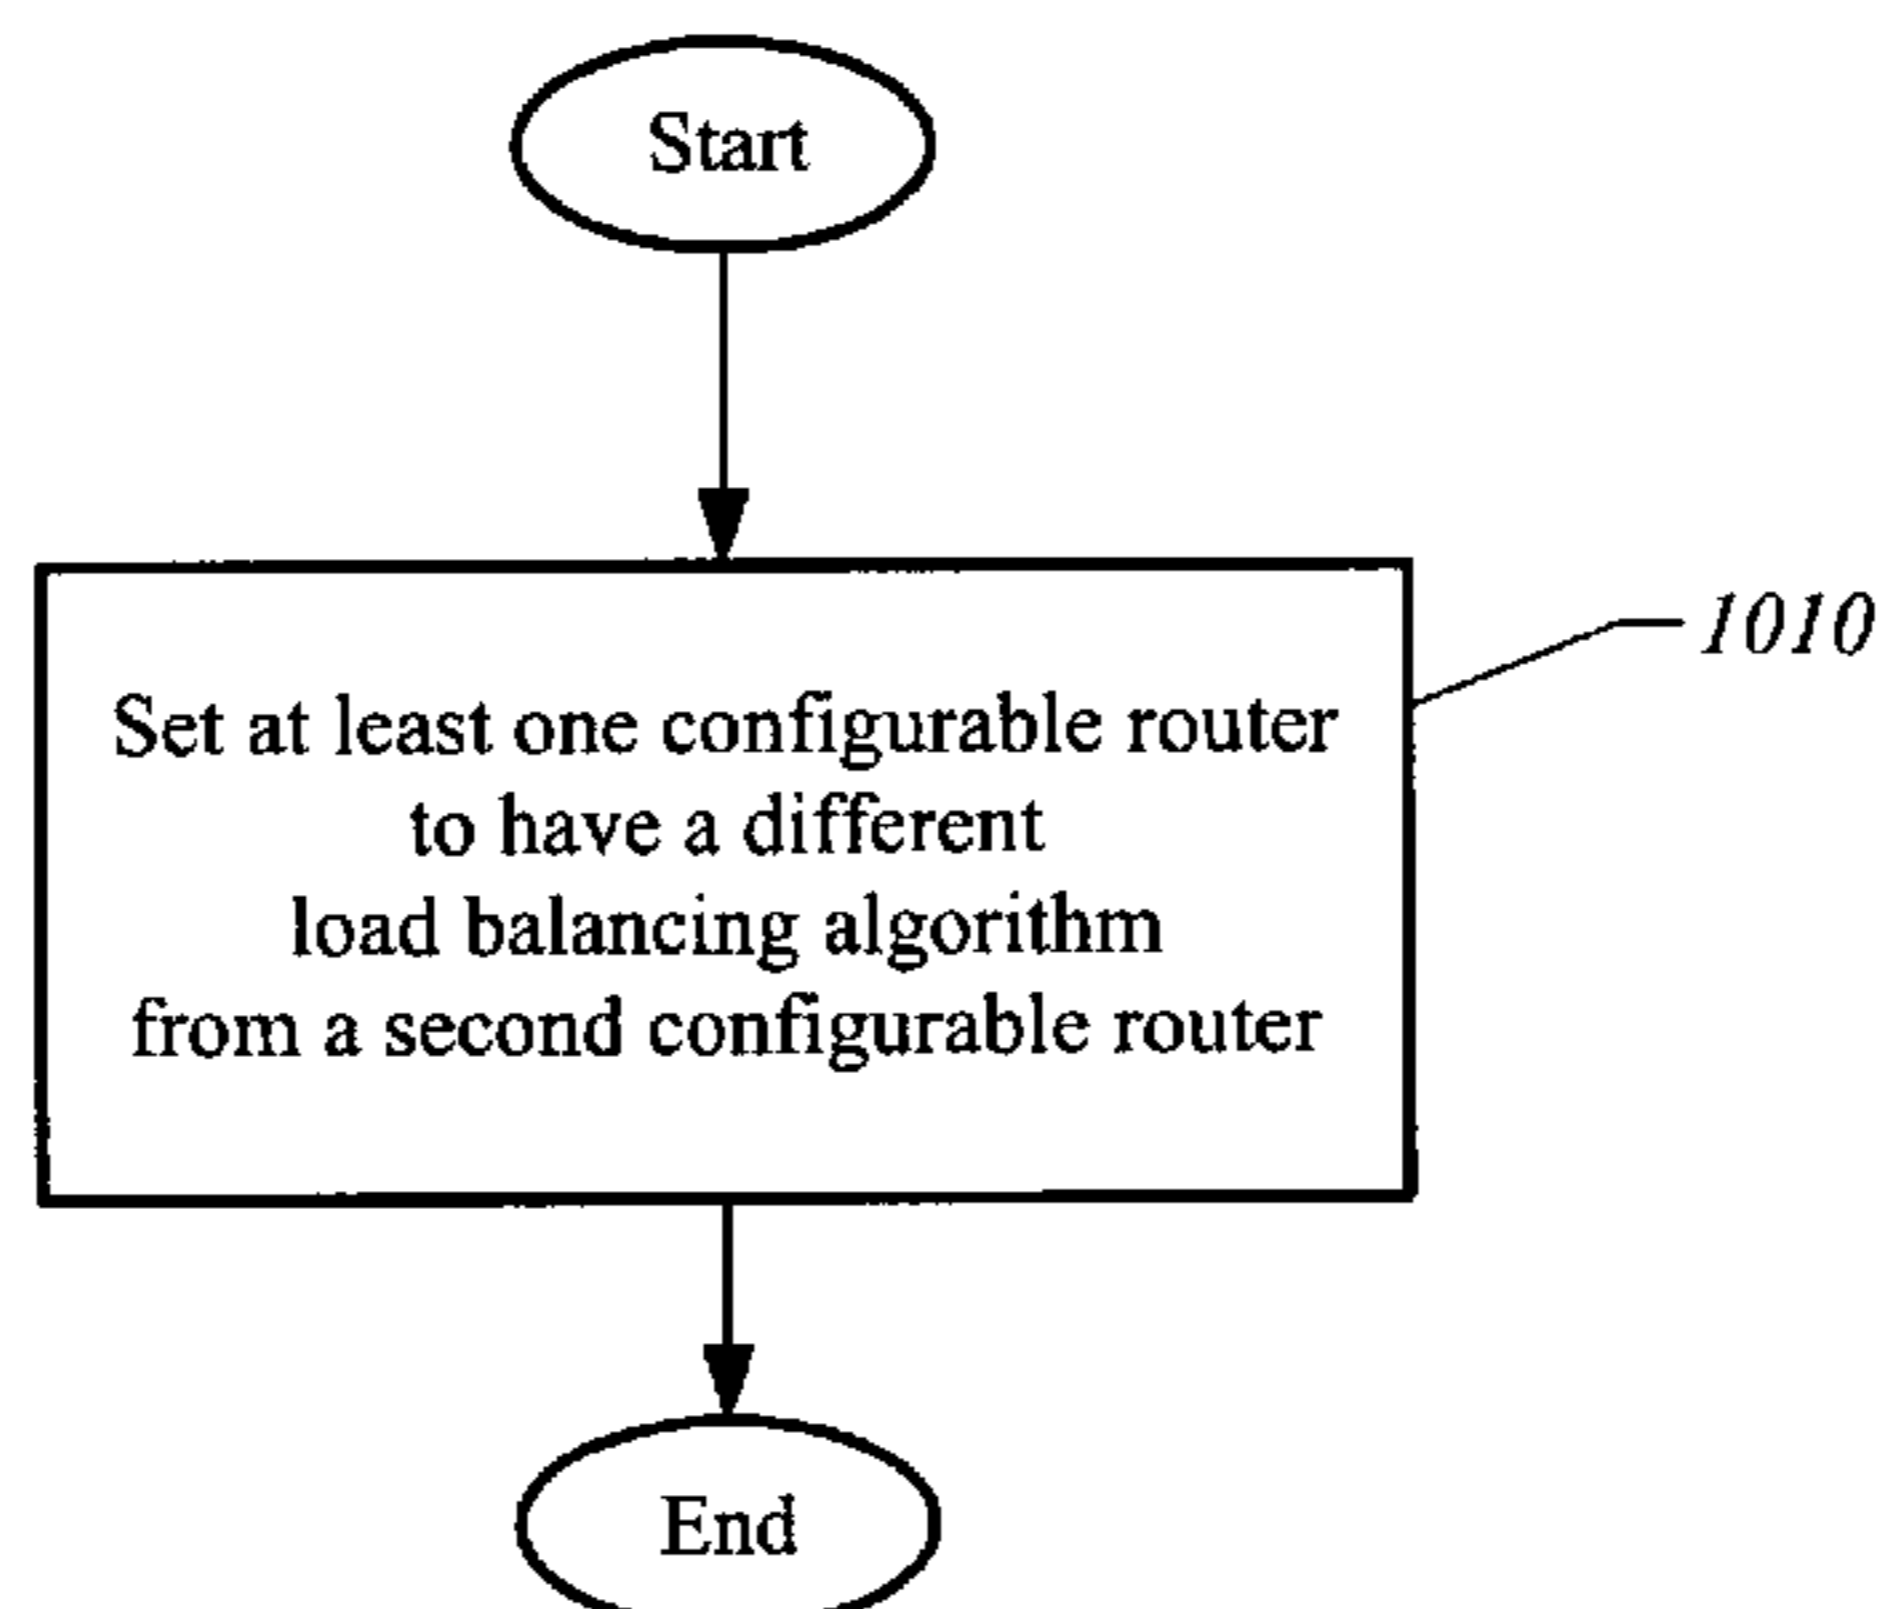 Start
1010
Set at least one configurable router
to have a different
load balancing algorithm
from a second configurable router
End